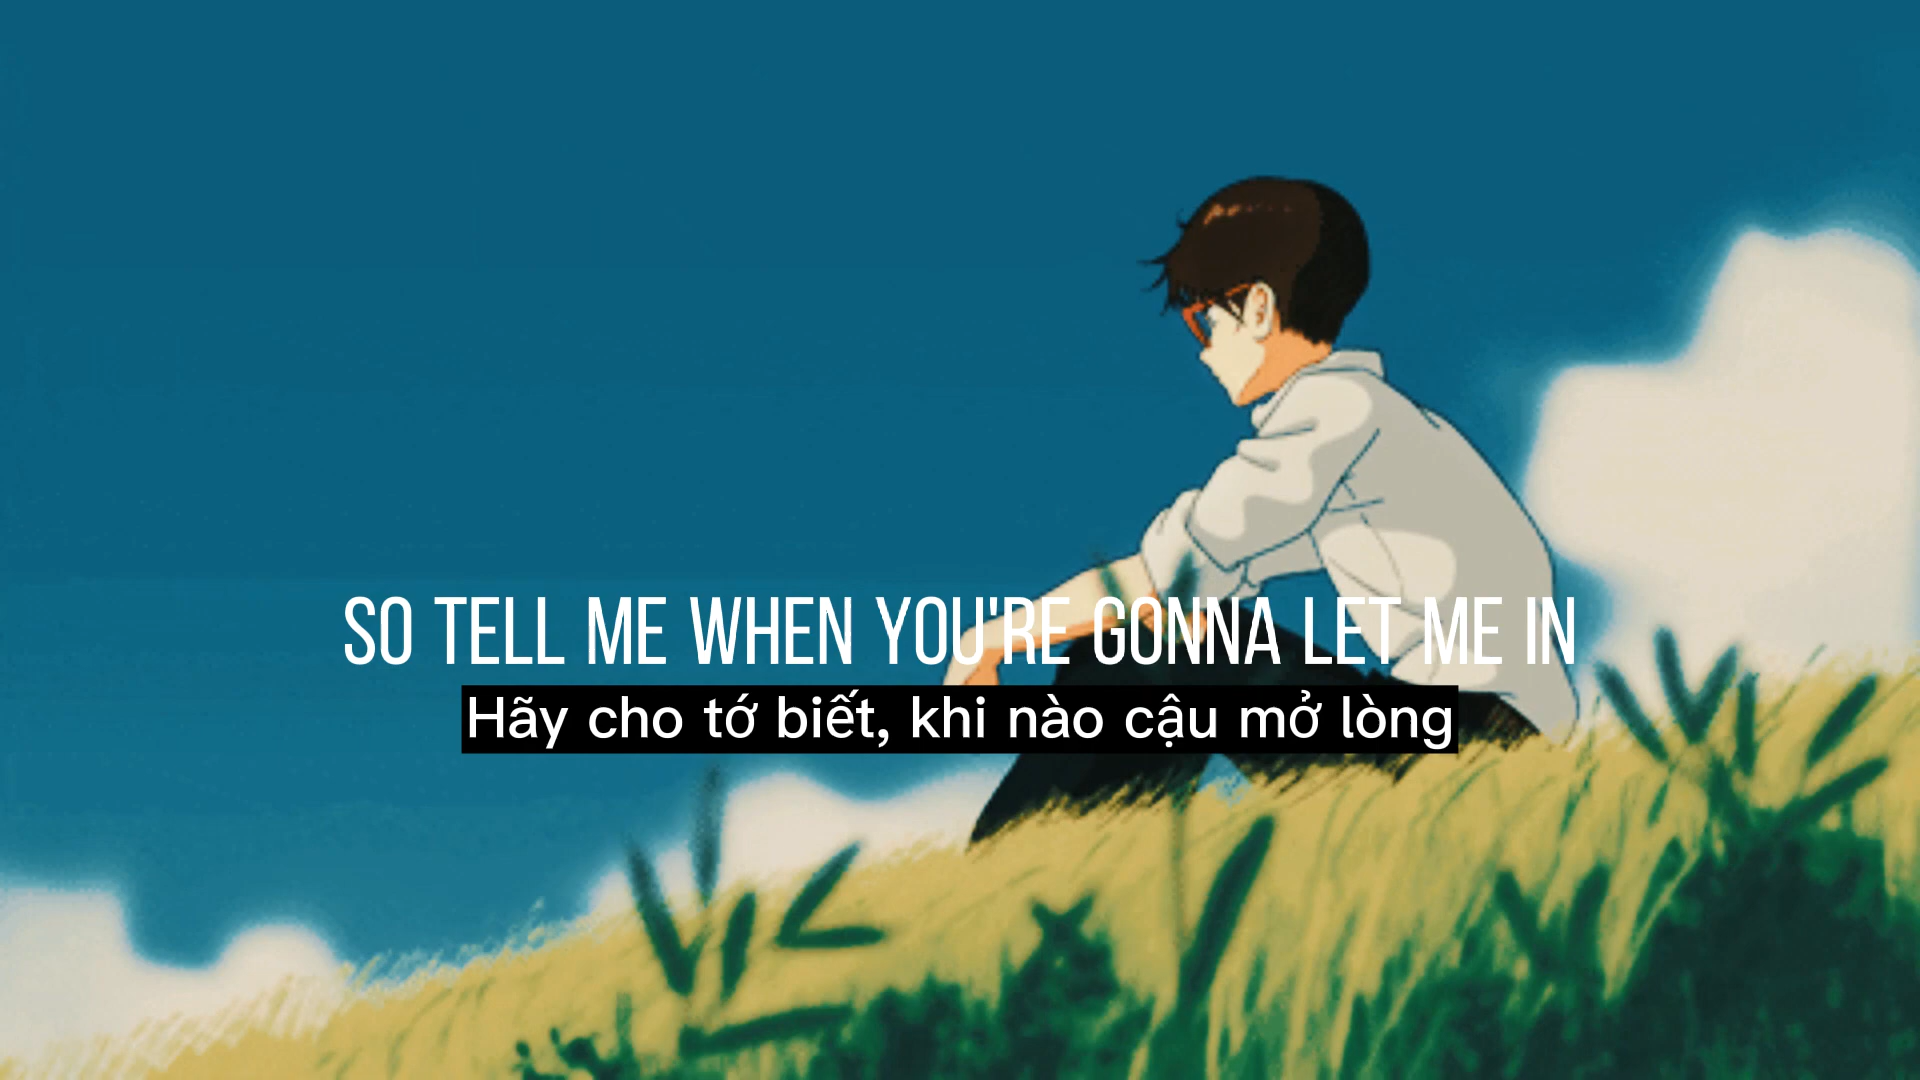 SO TELL ME WHEN YOU'RE GONNA LET ME IN
Hãy cho tớ biết, khi nào cậu mở lòng